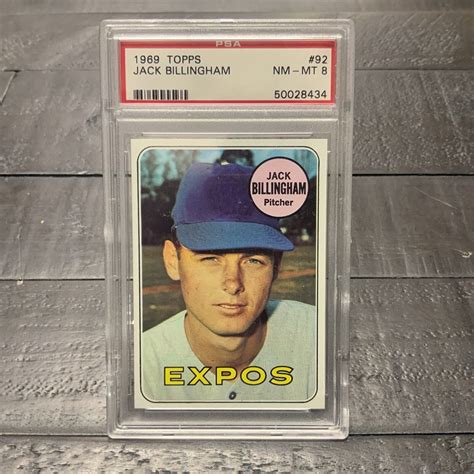 PSA
1969 TOPPS #92
JACK BILLINGHAM NM-MT 8
50028434
JACK
BILLINGHAM
Pitcher
EXPOS